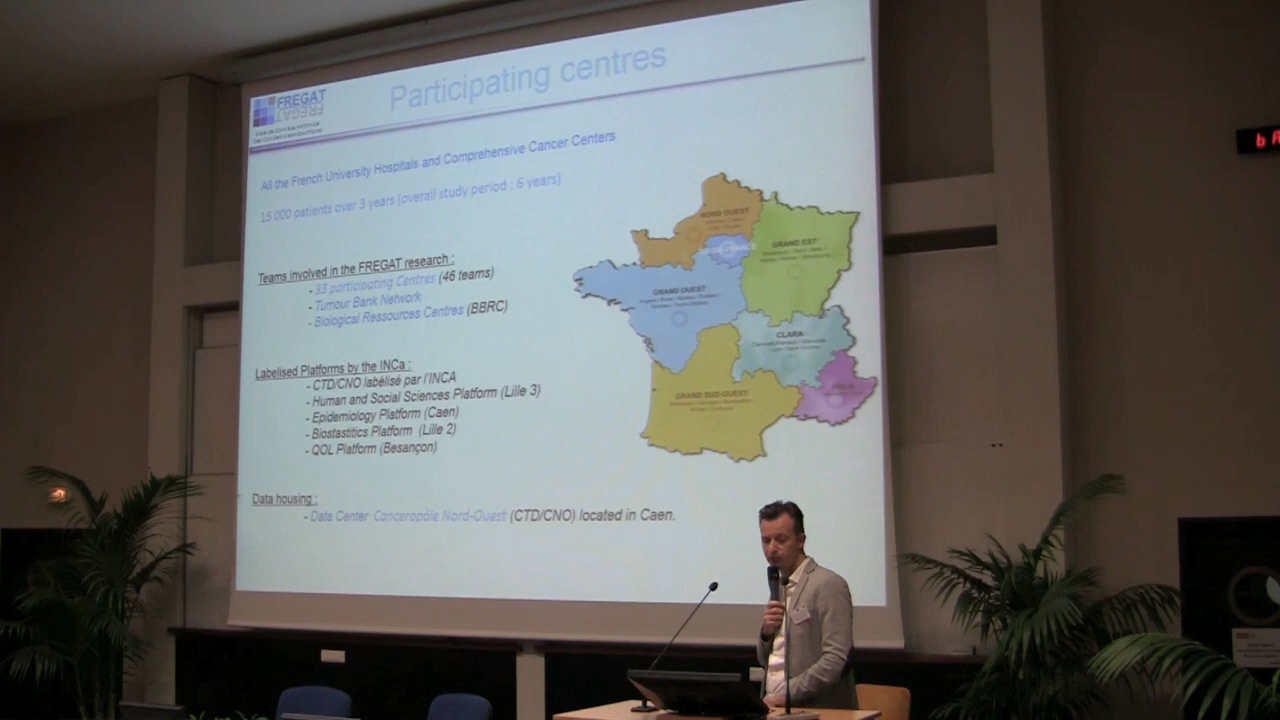 Participating centres
FREGAT
All the French University Hospitals and Comprehensive Cancer Centers
15 000 patients over 3 years (overall study period : 6 years)
Teams involved in the FREGAT research :
- 33 participating Centres (46 teams)
- Tumour Bank Network
- Biological Ressources Centres (BBRC)
Labelised Platforms by the INCa :
- CTD/CNO labélisé par l'INCA
- Human and Social Sciences Platform (Lille 3)
- Epidemiology Platform (Caen)
- Biostastitics Platform (Lille 2)
- QOL Platform (Besançon)
Data housing :
- Data Center Conceropôle Nord-Ouest (CTD/CNO) located in Caen.
NORD OUEST
GRAND EST
GRAND OUEST
CLARA
PACA
GRAND SUD-OUEST